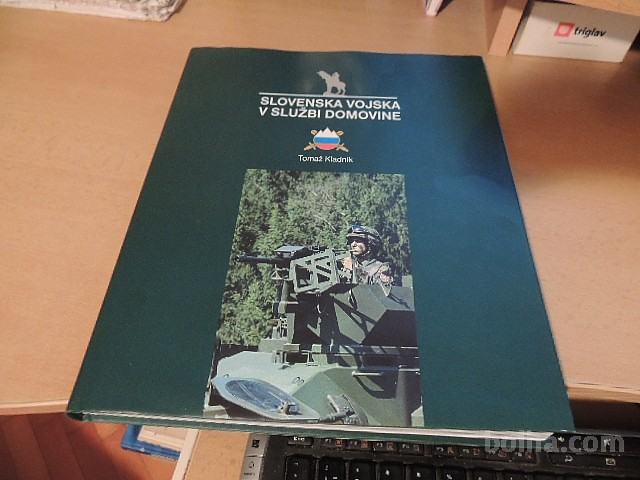 triglav
SLOVENSKA VOJSKA
V SLUŽBI DOMOVINE
Tomaž Kladnik
bolha.com